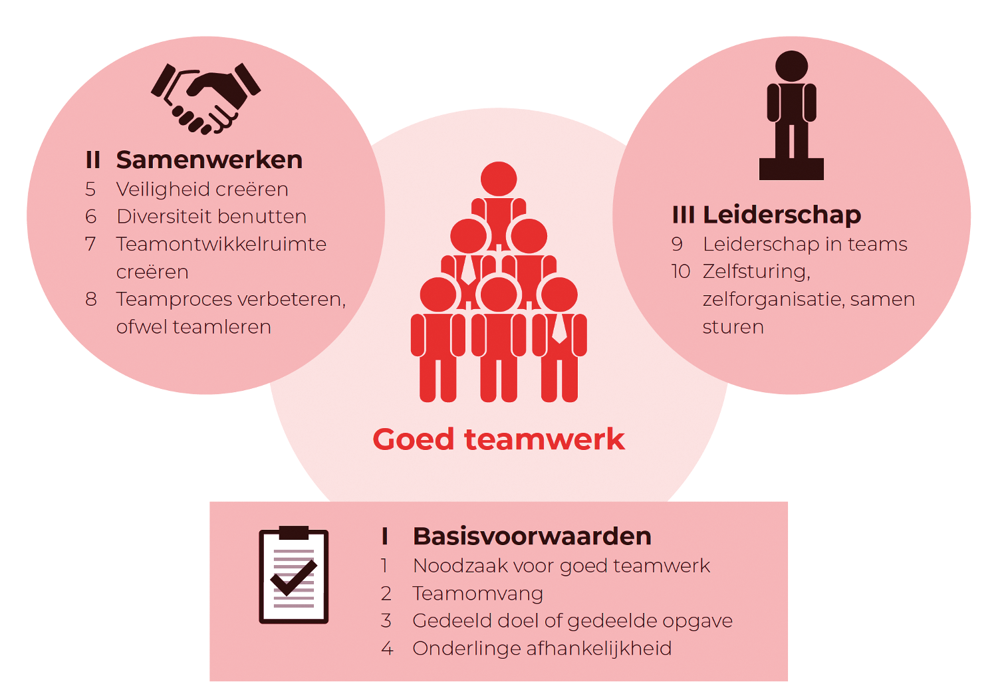 II Samenwerken
5 Veiligheid creëren
6 Diversiteit benutten
7 Teamontwikkelruimte
creëren
8 Teamproces verbeteren,
ofwel teamleren
III Leiderschap
9 Leiderschap in teams
10 Zelfsturing,
zelforganisatie, samen
sturen
Goed teamwerk
I Basisvoorwaarden
1 Noodzaak voor goed teamwerk
2 Teamomvang
3 Gedeeld doel of gedeelde opgave
4 Onderlinge afhankelijkheid